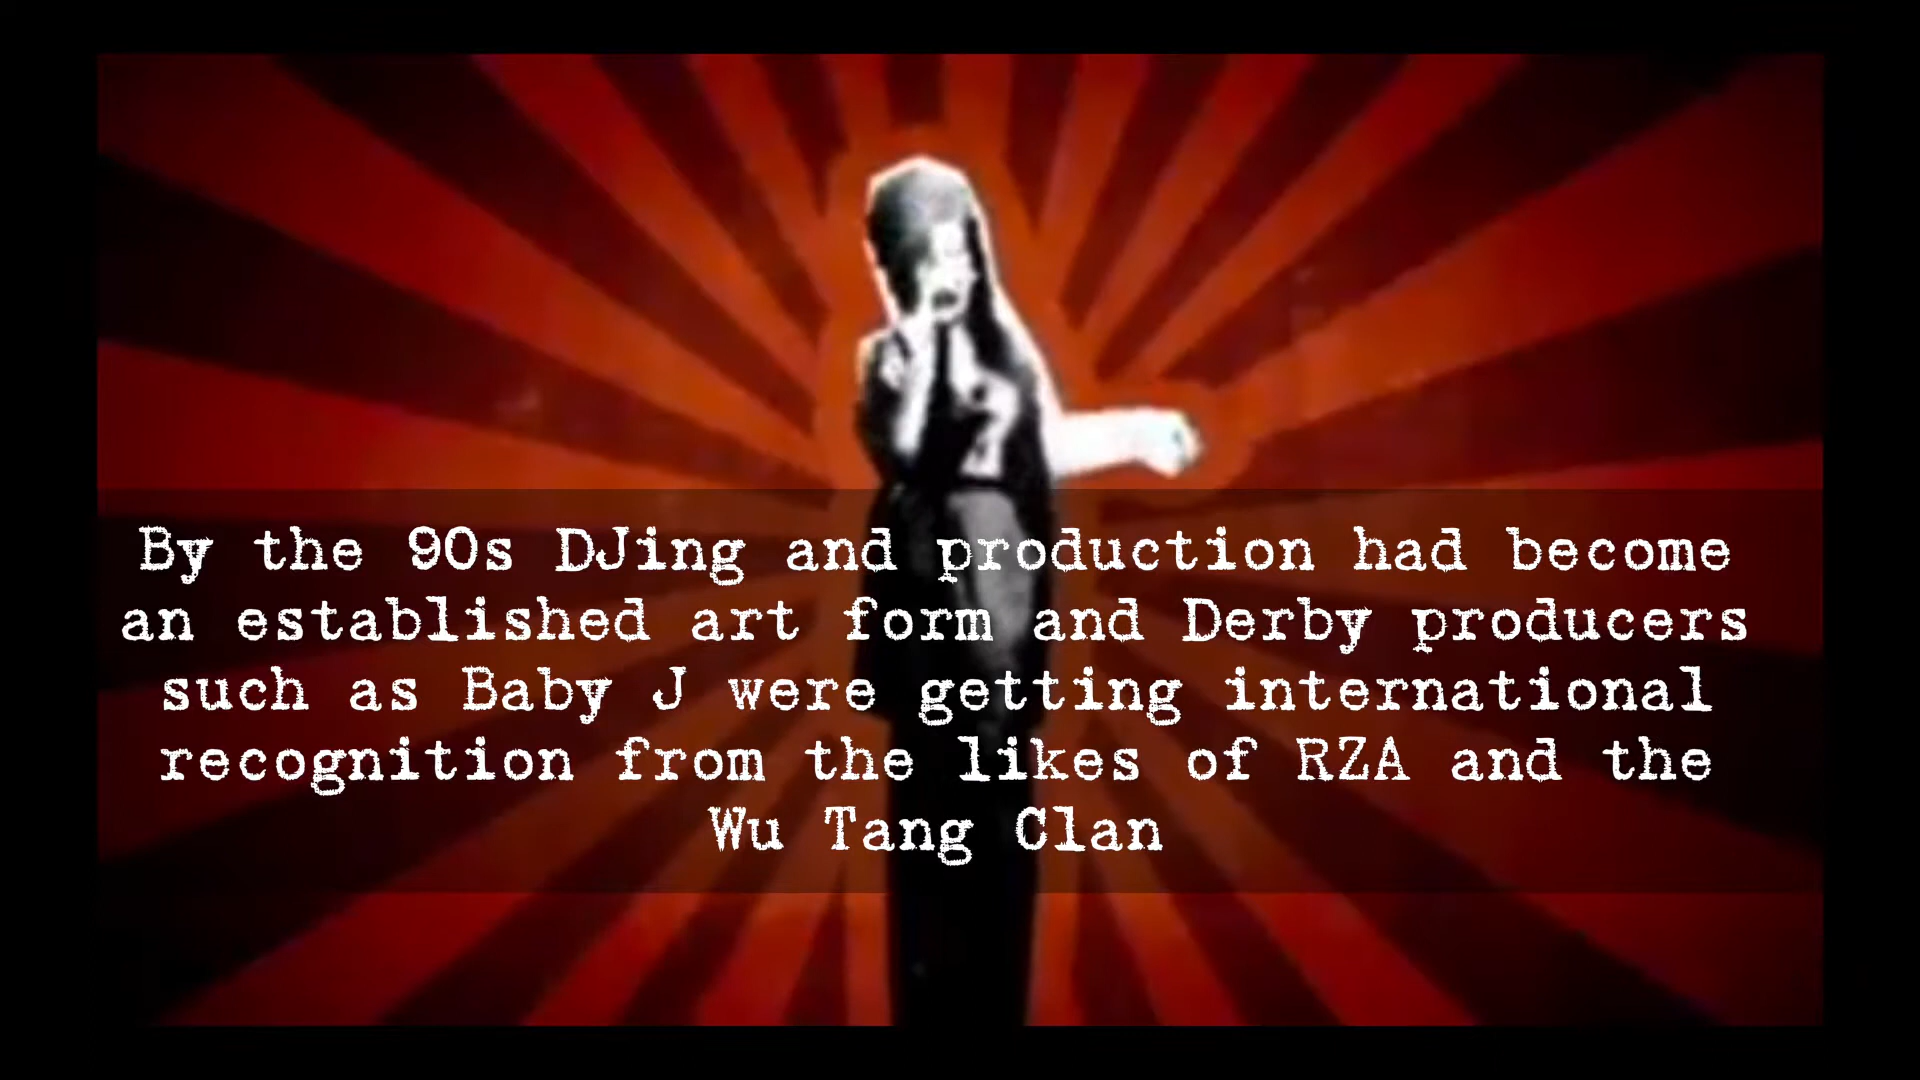 By the 90s DJing and production had become
an established art form and Derby producers
such as Baby J were getting international
recognition from the likes of RZA and the
Wu Tang Clan